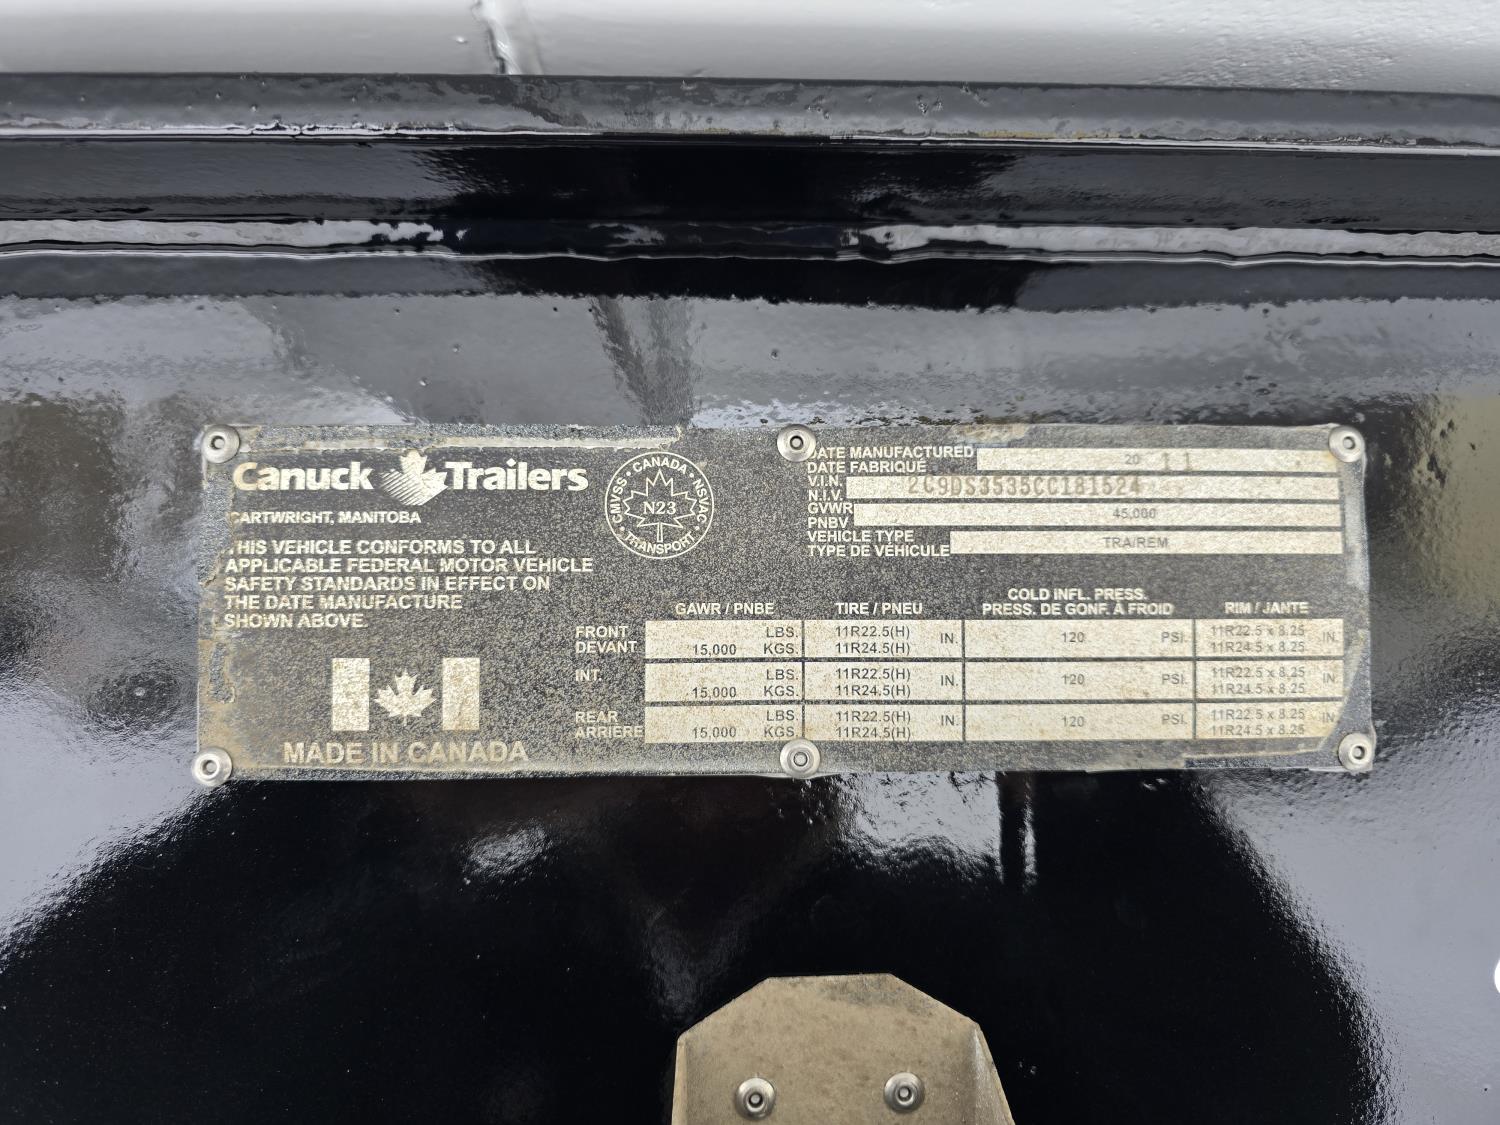 Canuck Trailers
CARTWRIGHT, MANITOBA
THIS VEHICLE CONFORMS TO ALL
APPLICABLE FEDERAL MOTOR VEHICLE
SAFETY STANDARDS IN EFFECT ON
THE DATE MANUFACTURE
SHOWN ABOVE.
MADE IN CANADA
CANADA
CMVSS • NSVAC
N23
TRANSPORT
DATE MANUFACTURED
DATE FABRIQUÉ 20 11
V.I.N.
N.I.V. 2C9DS3535CC181524
GVWR
PNBV 45,000
VEHICLE TYPE
TYPE DE VÉHICULE TRA/REM
COLD INFL. PRESS.
GAWR / PNBE TIRE / PNEU PRESS. DE GONF. À FROID RIM / JANTE
FRONT LBS. 11R22.5(H) 11R22.5 x 8.25
DEVANT 15,000 KGS. 11R24.5(H) IN. 120 PSI. 11R24.5 x 8.25 IN.
INT. LBS. 11R22.5(H) 11R22.5 x 8.25
15,000 KGS. 11R24.5(H) IN. 120 PSI. 11R24.5 x 8.25 IN.
REAR LBS. 11R22.5(H) 11R22.5 x 8.25
ARRIÈRE 15,000 KGS. 11R24.5(H) IN. 120 PSI. 11R24.5 x 8.25 IN.